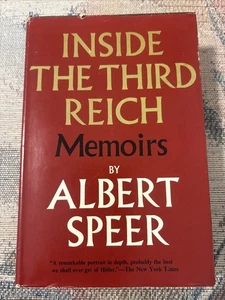 INSIDE
THE THIRD
REICH
Memoirs
BY
ALBERT
SPEER
"A remarkable portrait in depth, probably the best
we shall ever get of Hitler."—The New York Times